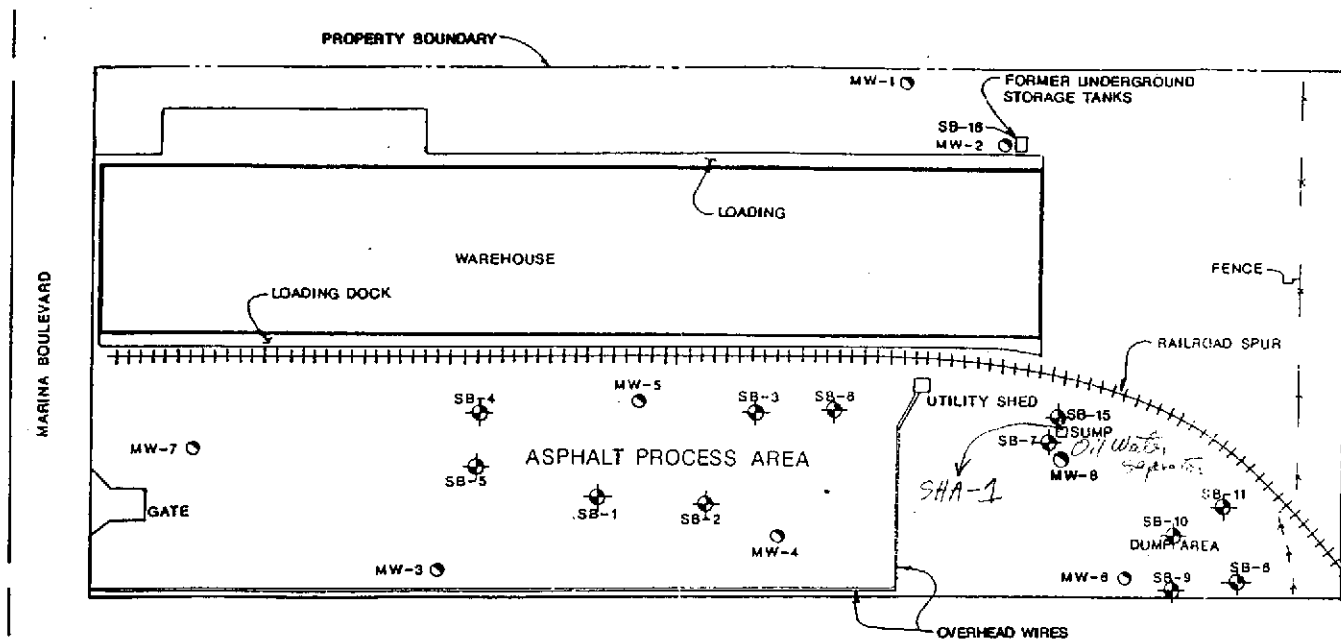 PROPERTY BOUNDARY
MW-1
FORMER UNDERGROUND
STORAGE TANKS
SB-16
MW-2
LOADING
WAREHOUSE
FENCE
LOADING DOCK
MARINA BOULEVARD
RAILROAD SPUR
MW-5
SB-4
SB-3
SB-8
UTILITY SHED
SB-15
SUMP
SB-7
Oil Water
Separator
MW-7
ASPHALT PROCESS AREA
MW-8
SB-5
SHA-1
SB-1
SB-2
SB-11
GATE
SB-10
DUMP AREA
MW-4
MW-3
MW-6
SB-9
SB-6
OVERHEAD WIRES